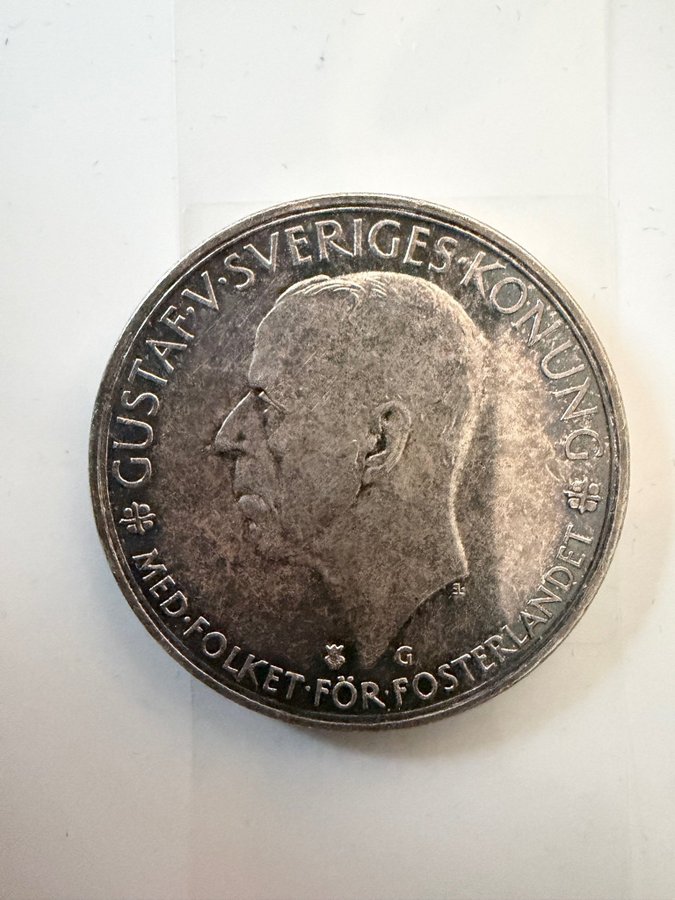 GUSTAF·V·SVERIGES·KONUNG
MED·FOLKET·FÖR·FOSTERLANDET
G